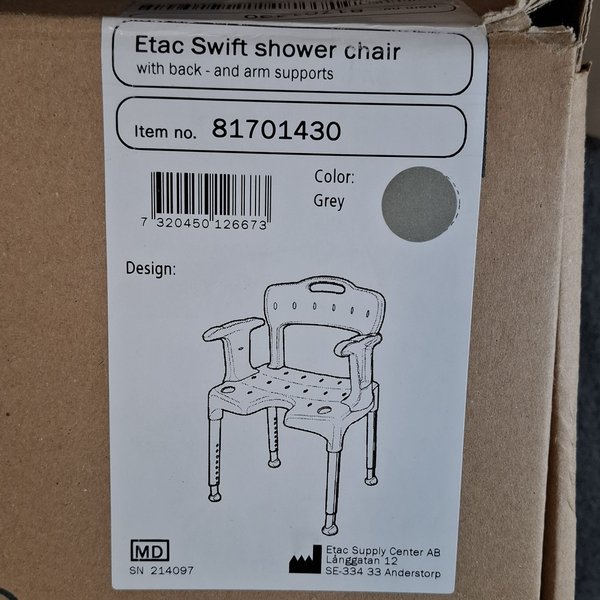 Etac Swift shower chair
with back - and arm supports
Item no. 81701430
Color:
Grey
7 320450 126673
Design:
MD
SN 214097
Etac Supply Center AB
Långgatan 12
SE-334 33 Anderstorp